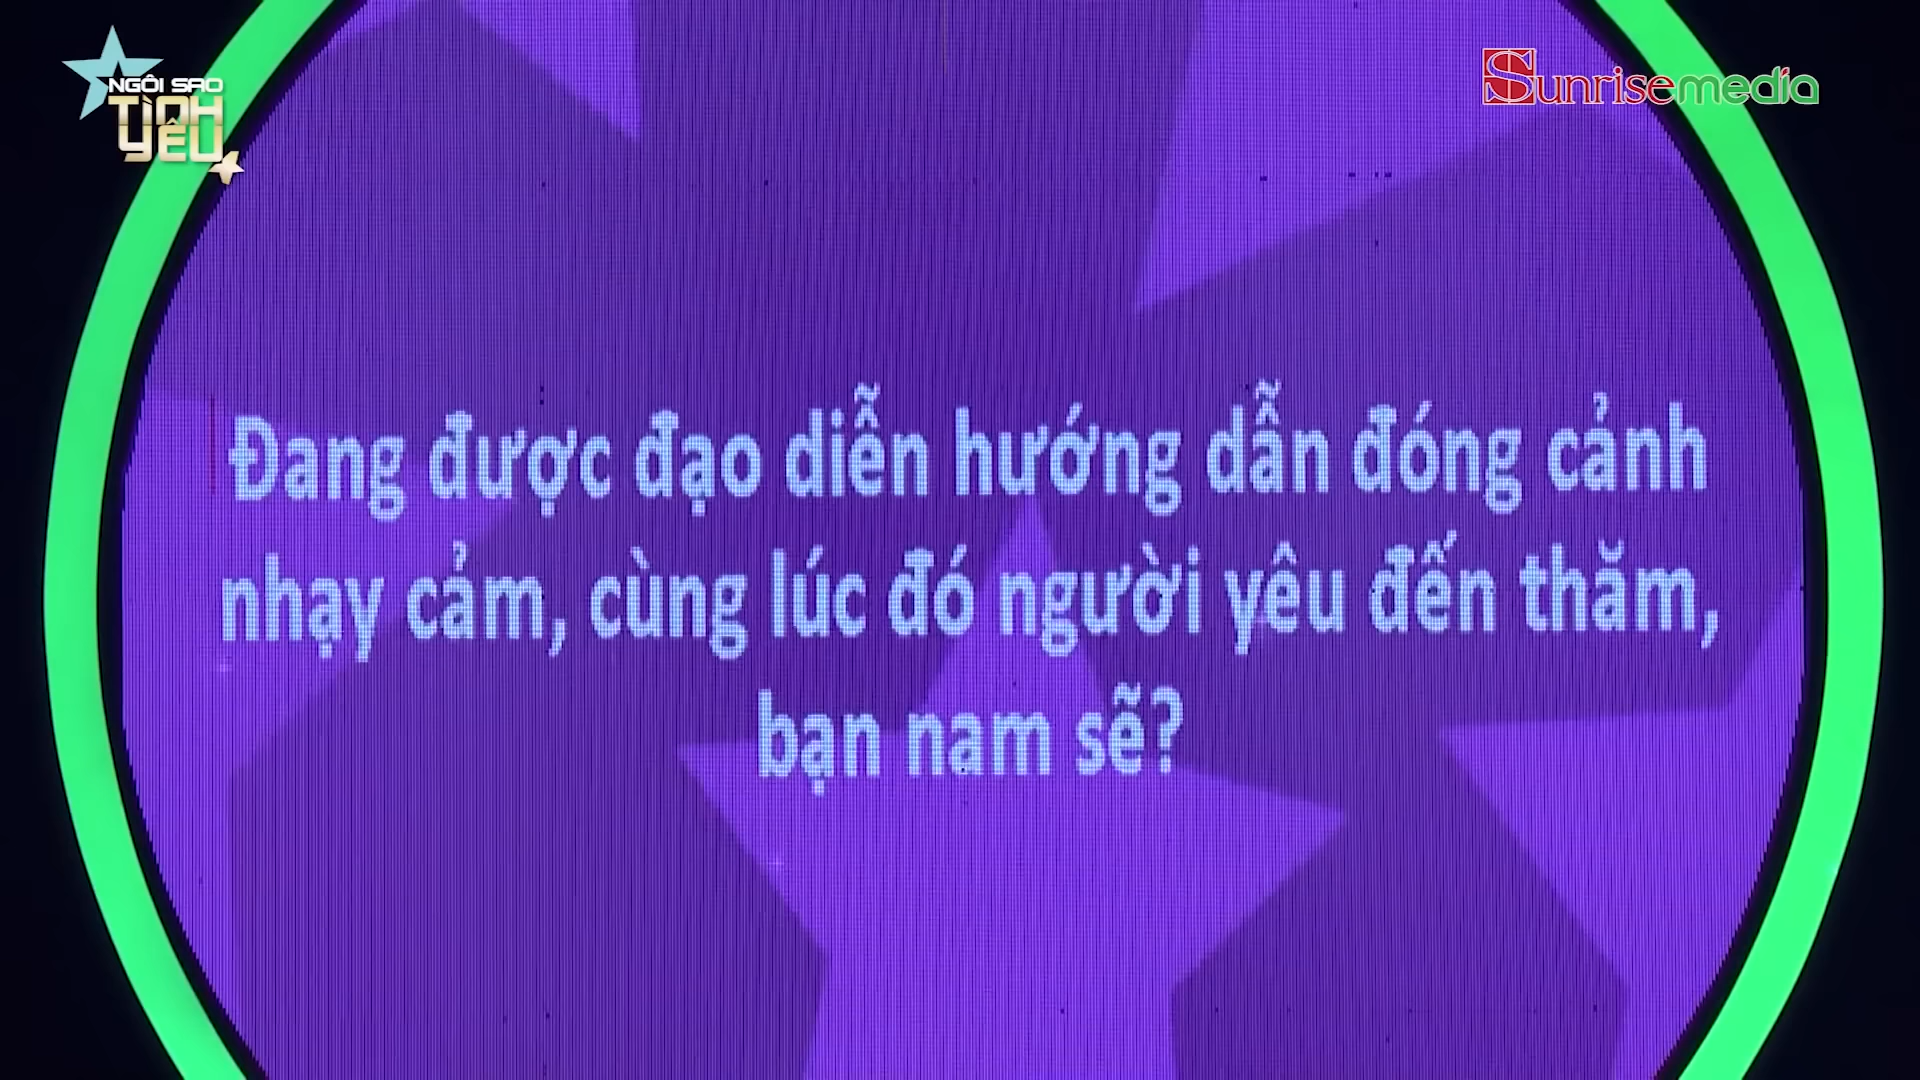 NGÔI SAO
TÌNH
YÊU
Sunrisemedia
Đang được đạo diễn hướng dẫn đóng cảnh
nhạy cảm, cùng lúc đó người yêu đến thăm,
bạn nam sẽ?